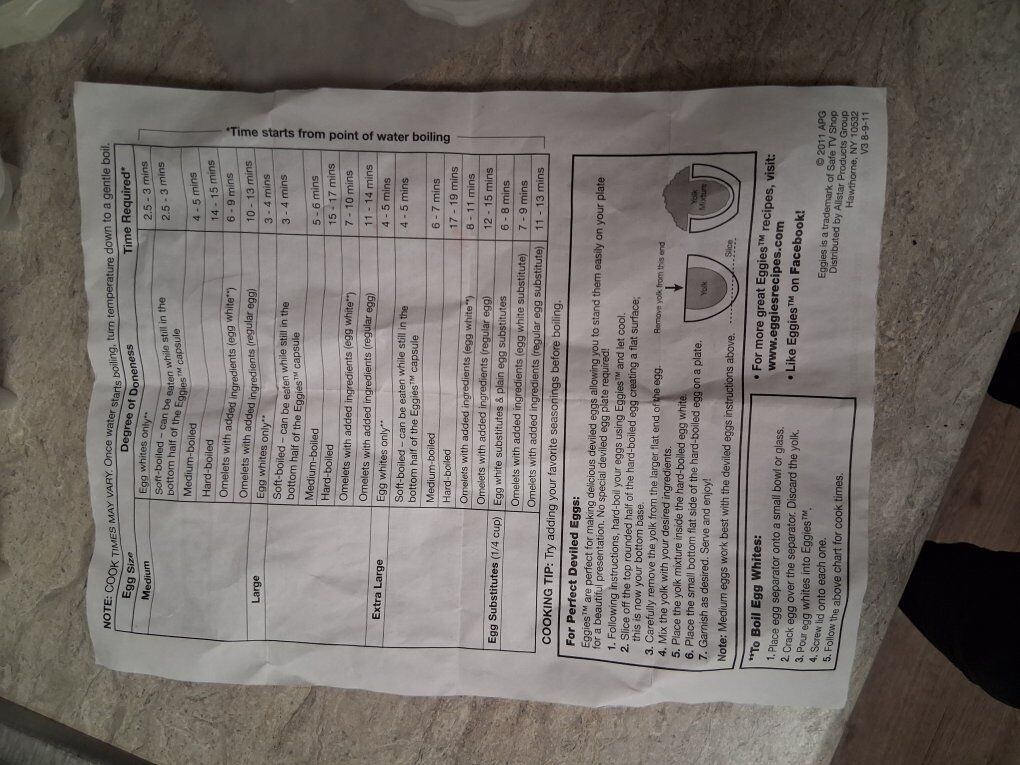 NOTE: COOK TIMES MAY VARY. Once water starts boiling, turn temperature down to a gentle boil.
Egg Size Degree of Doneness Time Required*
Medium Egg whites only** 2.5 - 3 mins
Soft-boiled – can be eaten while still in the 2.5 - 3 mins
bottom half of the Eggies™ capsule
Medium-boiled 4 - 5 mins
Hard-boiled 14 - 15 mins
Omelets with added ingredients (egg white**) 6 - 9 mins
Omelets with added ingredients (regular egg) 10 - 13 mins
Large Egg whites only** 3 - 4 mins
Soft-boiled – can be eaten while still in the 3 - 4 mins
bottom half of the Eggies™ capsule
Medium-boiled 5 - 6 mins
Hard-boiled 15 - 17 mins
Omelets with added ingredients (egg white**) 7 - 10 mins
Omelets with added ingredients (regular egg) 11 - 14 mins
Extra Large Egg whites only** 4 - 5 mins
Soft-boiled – can be eaten while still in the 4 - 5 mins
bottom half of the Eggies™ capsule
Medium-boiled 6 - 7 mins
Hard-boiled 17 - 19 mins
Omelets with added ingredients (egg white**) 8 - 11 mins
Omelets with added ingredients (regular egg) 12 - 15 mins
Egg Substitutes (1/4 cup) Egg white substitutes & plain egg substitutes 6 - 8 mins
Omelets with added ingredients (egg white substitute) 7 - 9 mins
Omelets with added ingredients (regular egg substitute) 11 - 13 mins
*Time starts from point of water boiling
COOKING TIP: Try adding your favorite seasonings before boiling.
For Perfect Deviled Eggs:
Eggies™ are perfect for making delicious deviled eggs allowing you to stand them easily on your plate
for a beautiful presentation. No special deviled egg plate required!
1. Following instructions, hard-boil your eggs using Eggies™ and let cool.
2. Slice off the top rounded half of the hard-boiled egg creating a flat surface;
this is now your bottom base.
3. Carefully remove the yolk from the larger flat end of the egg.
4. Mix the yolk with your desired ingredients.
5. Place the yolk mixture inside the hard-boiled egg white.
6. Place the small bottom flat side of the hard-boiled egg on a plate.
7. Garnish as desired. Serve and enjoy!
Note: Medium eggs work best with the deviled eggs instructions above.
Remove yolk from this end
Yolk
Slice
Yolk
Mixture
**To Boil Egg Whites:
1. Place egg separator onto a small bowl or glass.
2. Crack egg over the separator. Discard the yolk.
3. Pour egg whites into Eggies™.
4. Screw lid onto each one.
5. Follow the above chart for cook times.
• For more great Eggies™ recipes, visit:
www.eggiesrecipes.com
• Like Eggies™ on Facebook!
© 2011 APG
Eggies is a trademark of Safe TV Shop
Distributed by Allstar Products Group
Hawthorne, NY 10532
V3 8-9-11